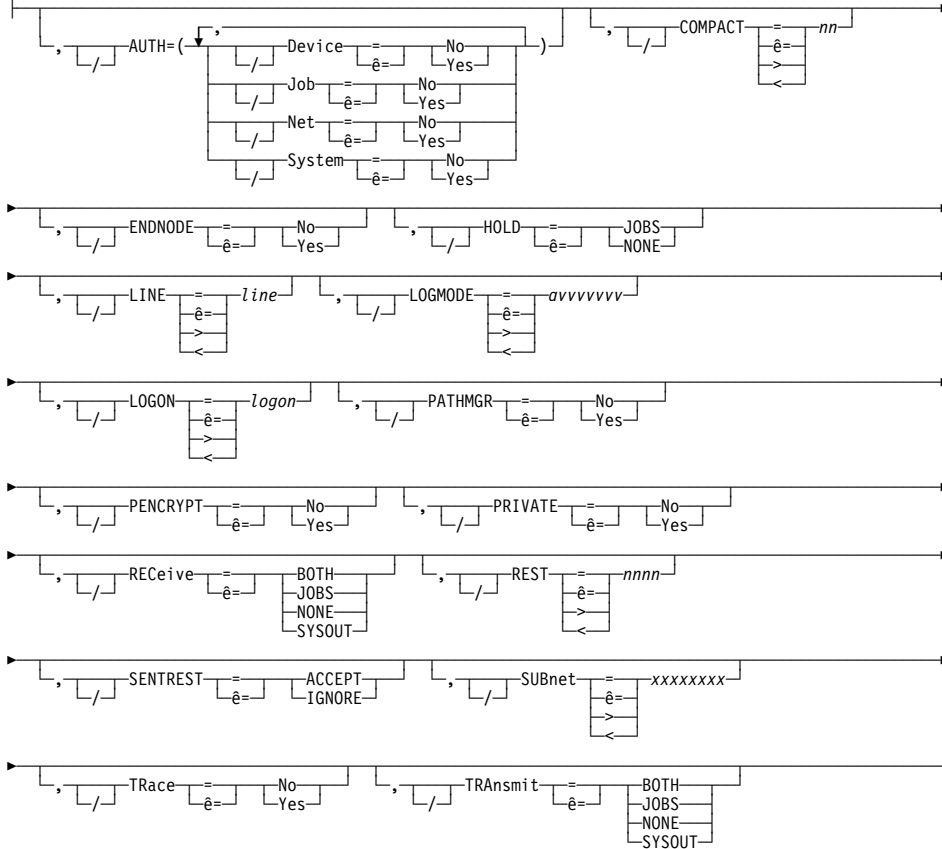 ,
, / AUTH=( / Device = No ) , / COMPACT = nn
ê= Yes ê=
/ Job = No >
ê= Yes <
/ Net = No
ê= Yes
/ System = No
ê= Yes
, / ENDNODE = No , / HOLD = JOBS
ê= Yes ê= NONE
, / LINE = line , / LOGMODE = avvvvvvv
ê= ê=
> >
< <
, / LOGON = logon , / PATHMGR = No
ê= ê= Yes
>
<
, / PENCRYPT = No , / PRIVATE = No
ê= Yes ê= Yes
, / RECeive = BOTH , / REST = nnnn
ê= JOBS ê=
NONE >
SYSOUT <
, / SENTREST = ACCEPT , / SUBnet = xxxxxxxx
ê= IGNORE ê=
>
<
, / TRace = No , / TRAnsmit = BOTH
ê= Yes ê= JOBS
NONE
SYSOUT